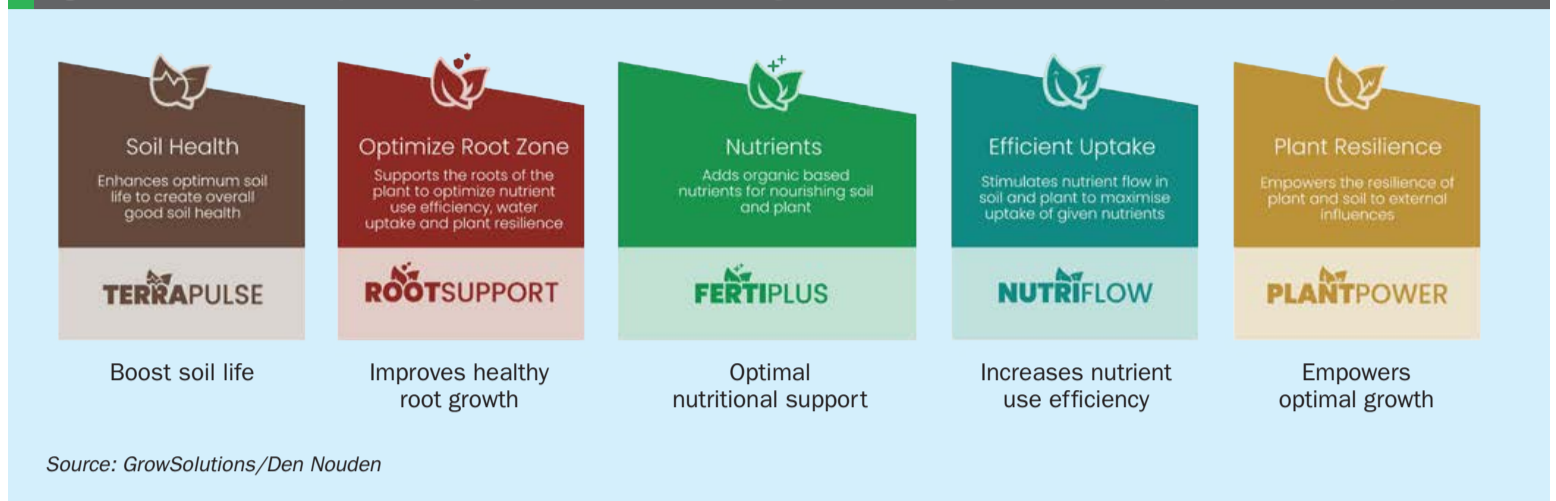 Soil Health
Enhances optimum soil
life to create overall
good soil health
TERRAPULSE
Boost soil life
Optimize Root Zone
Supports the roots of the
plant to optimize nutrient
use efficiency, water
uptake and plant resilience
ROOTSUPPORT
Improves healthy
root growth
Nutrients
Adds organic based
nutrients for nourishing soil
and plant
FERTIPLUS
Optimal
nutritional support
Efficient Uptake
Stimulates nutrient flow in
soil and plant to maximise
uptake of given nutrients
NUTRIFLOW
Increases nutrient
use efficiency
Plant Resilience
Empowers the resilience of
plant and soil to external
influences
PLANTPOWER
Empowers
optimal growth
Source: GrowSolutions/Den Nouden